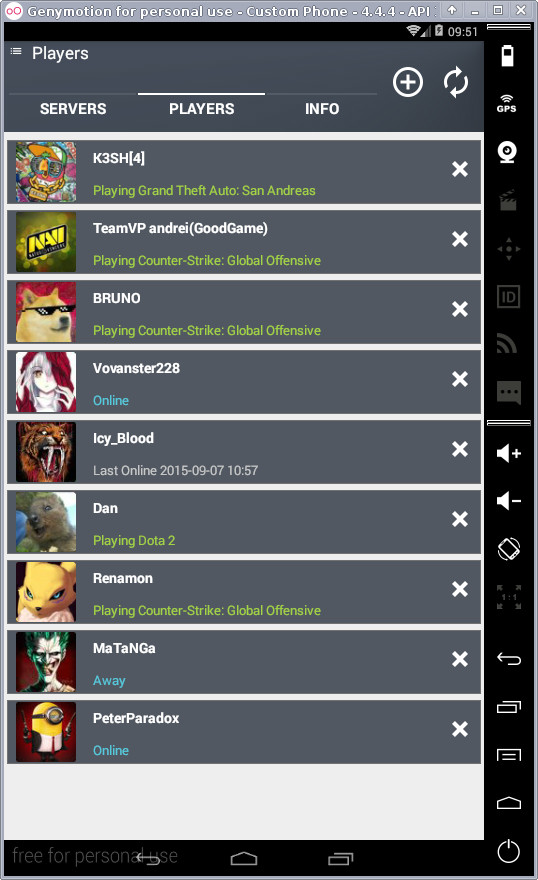 Genymotion for personal use - Custom Phone - 4.4.4 - API
09:51
Players
SERVERS
PLAYERS
INFO
K3SH[4]
Playing Grand Theft Auto: San Andreas
TeamVP andrei(GoodGame)
Playing Counter-Strike: Global Offensive
NAVI
BRUNO
Playing Counter-Strike: Global Offensive
Vovanster228
Online
Icy_Blood
Last Online 2015-09-07 10:57
Dan
Playing Dota 2
Renamon
Playing Counter-Strike: Global Offensive
MaTaNGa
Away
PeterParadox
Online
free for personal use
GPS
ID
1:1